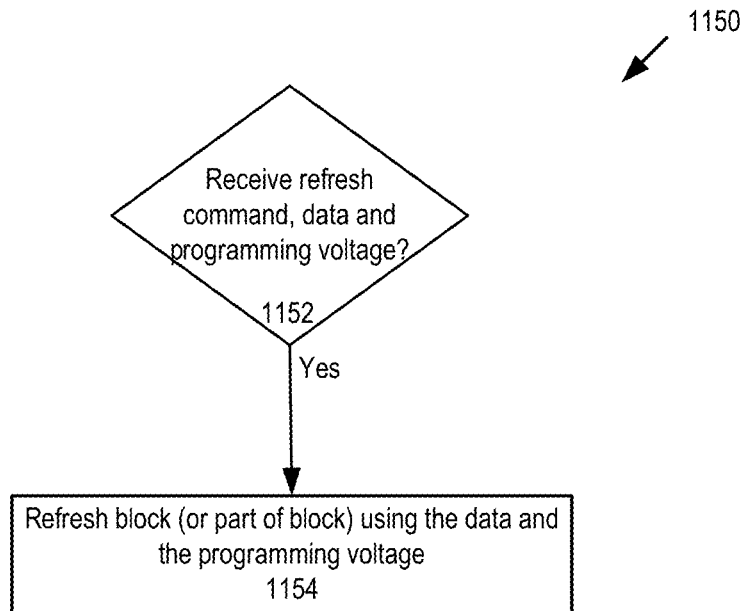 1150
Receive refresh
command, data and
programming voltage?
1152
Yes
Refresh block (or part of block) using the data and
the programming voltage
1154